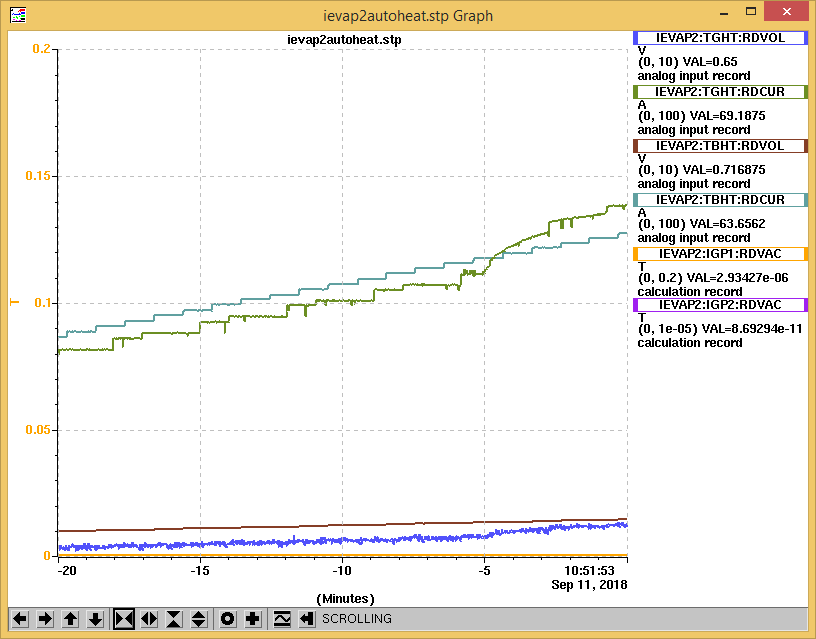 ievap2autoheat.stp Graph
ievap2autoheat.stp
0.2
0.15
T
0.1
0.05
0
-20
-15
-10
-5
10:51:53
Sep 11, 2018
(Minutes)
IEVAP2:TGHT:RDVOL
V
(0, 10) VAL=0.65
analog input record
IEVAP2:TGHT:RDCUR
A
(0, 100) VAL=69.1875
analog input record
IEVAP2:TBHT:RDVOL
V
(0, 10) VAL=0.716875
analog input record
IEVAP2:TBHT:RDCUR
A
(0, 100) VAL=63.6562
analog input record
IEVAP2:IGP1:RDVAC
T
(0, 0.2) VAL=2.93427e-06
calculation record
IEVAP2:IGP2:RDVAC
T
(0, 1e-05) VAL=8.69294e-11
calculation record
SCROLLING